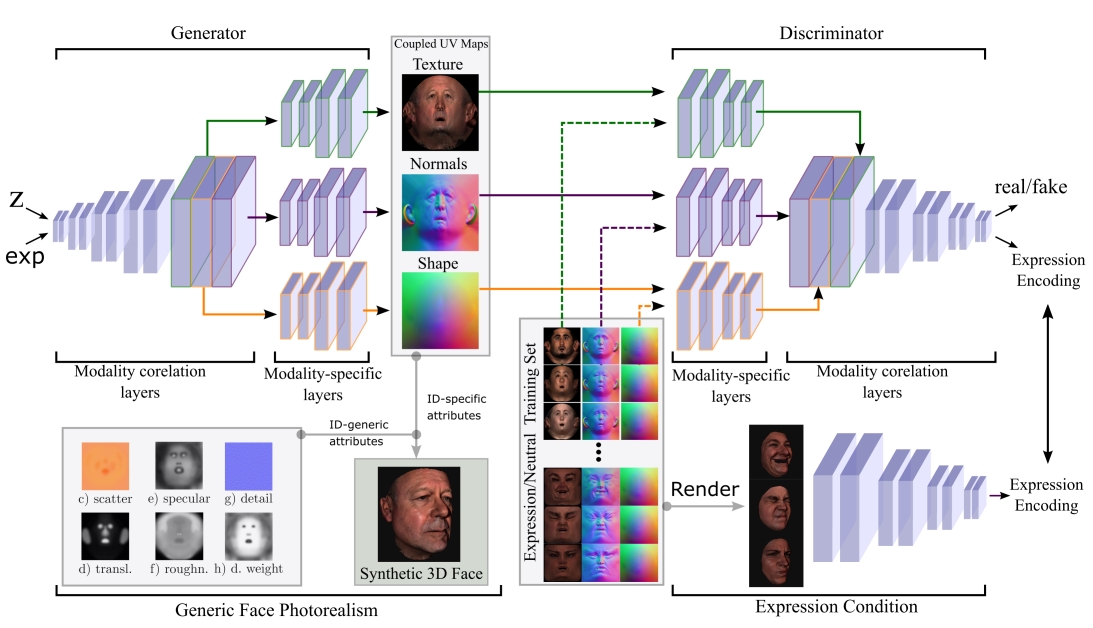 Generator
Coupled UV Maps
Texture
Normals
Shape
Discriminator
Z
exp
real/fake
Expression
Encoding
Modality corelation
layers
Modality-specific
layers
Modality-specific
layers
Modality corelation
layers
ID-specific
attributes
ID-generic
attributes
c) scatter
e) specular
g) detail
d) transl.
f) roughn.
h) d. weight
Synthetic 3D Face
Generic Face Photorealism
Expression/Neutral Training Set
Render
Expression
Encoding
Expression Condition